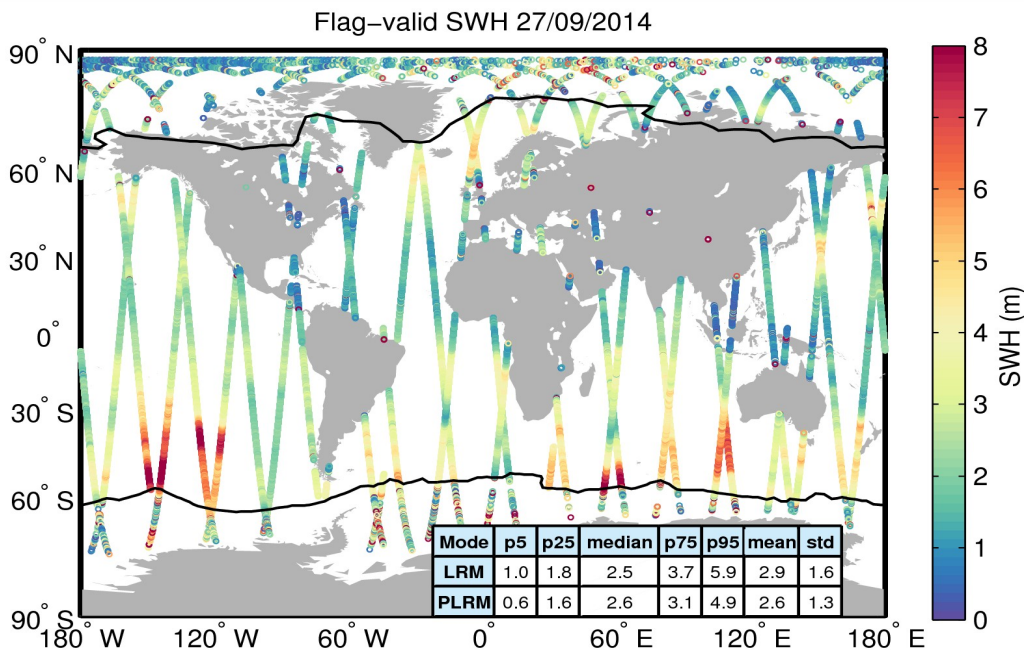 Flag−valid SWH 27/09/2014
90° N
60° N
30° N
0°
30° S
60° S
90° S
180° W
120° W
60° W
0°
60° E
120° E
180° E
Mode p5 p25 median p75 p95 mean std
LRM 1.0 1.8 2.5 3.7 5.9 2.9 1.6
PLRM 0.6 1.6 2.6 3.1 4.9 2.6 1.3
8
7
6
5
4
3
2
1
0
SWH (m)